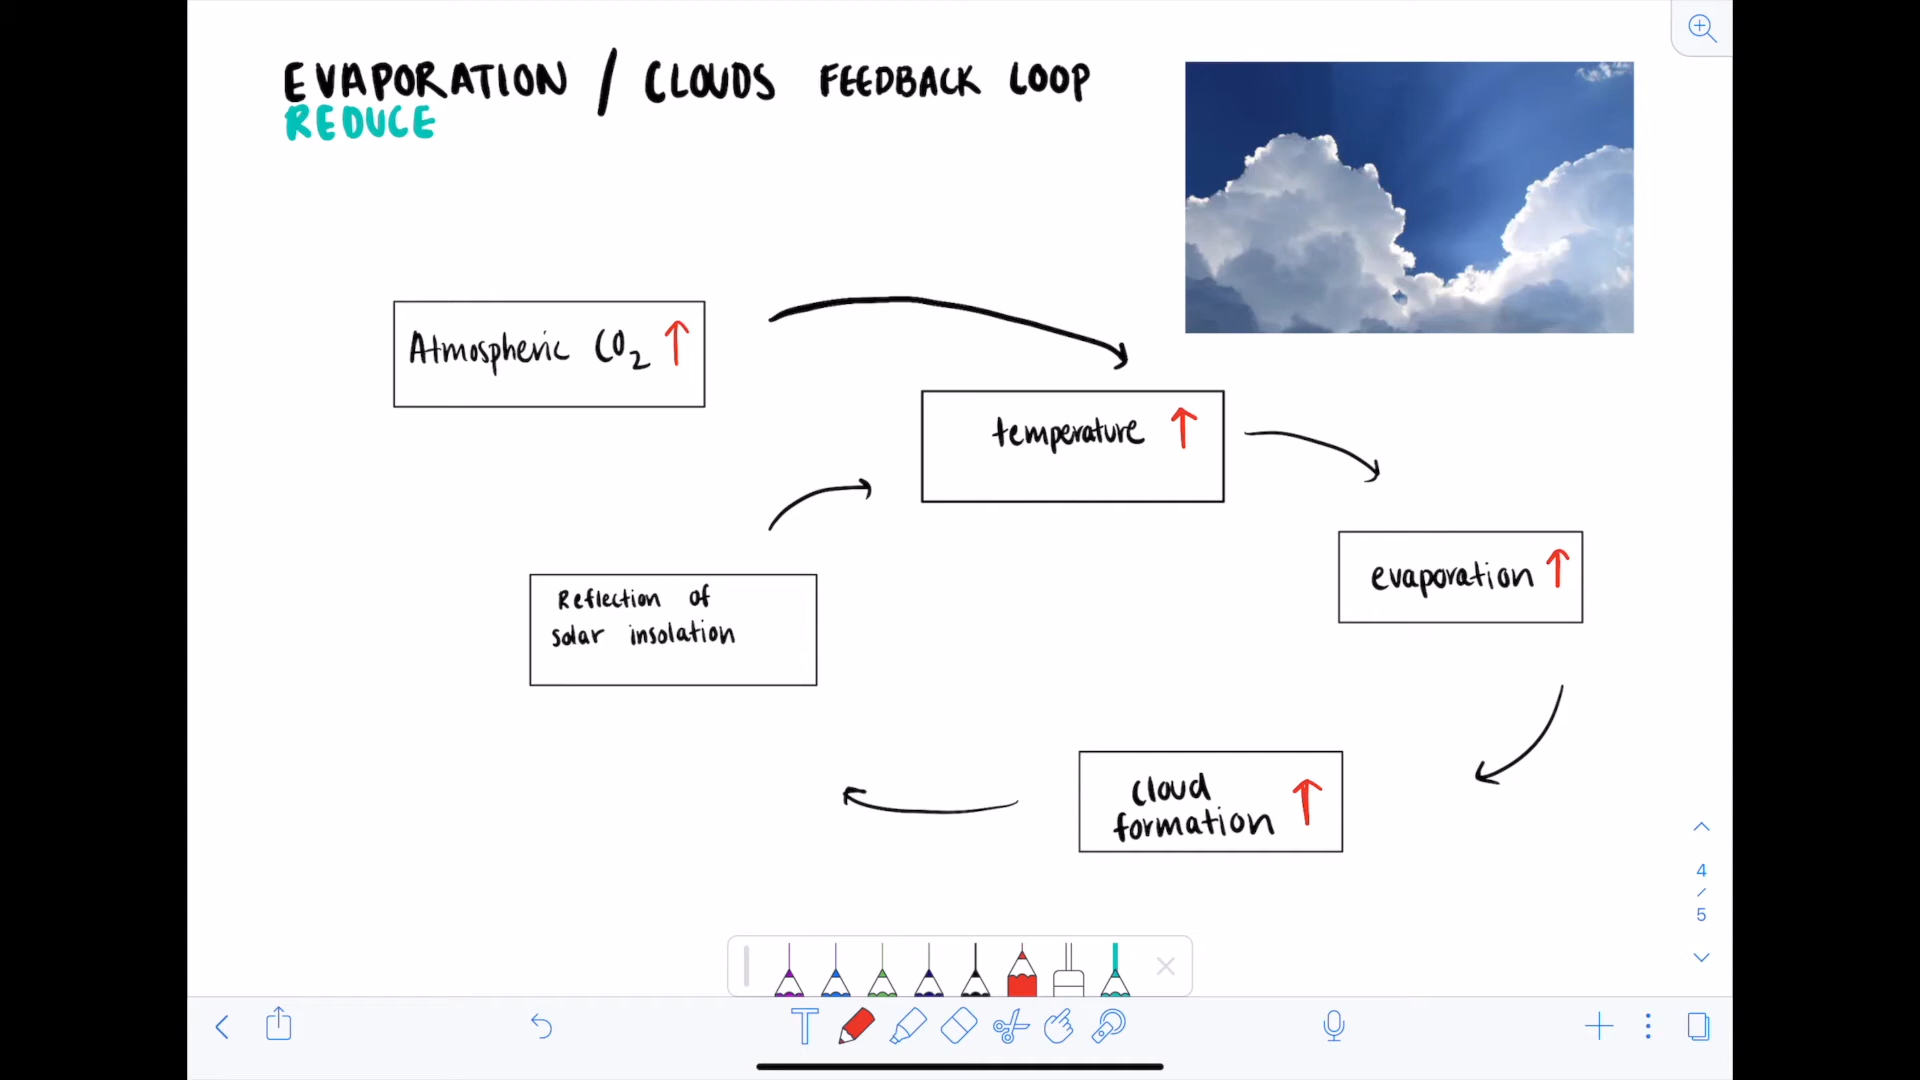 EVAPORATION / CLOUDS FEEDBACK LOOP
REDUCE
Atmospheric CO2 ↑
temperature ↑
evaporation ↑
Reflection of
solar insolation
cloud
formation ↑
4
/
5
T